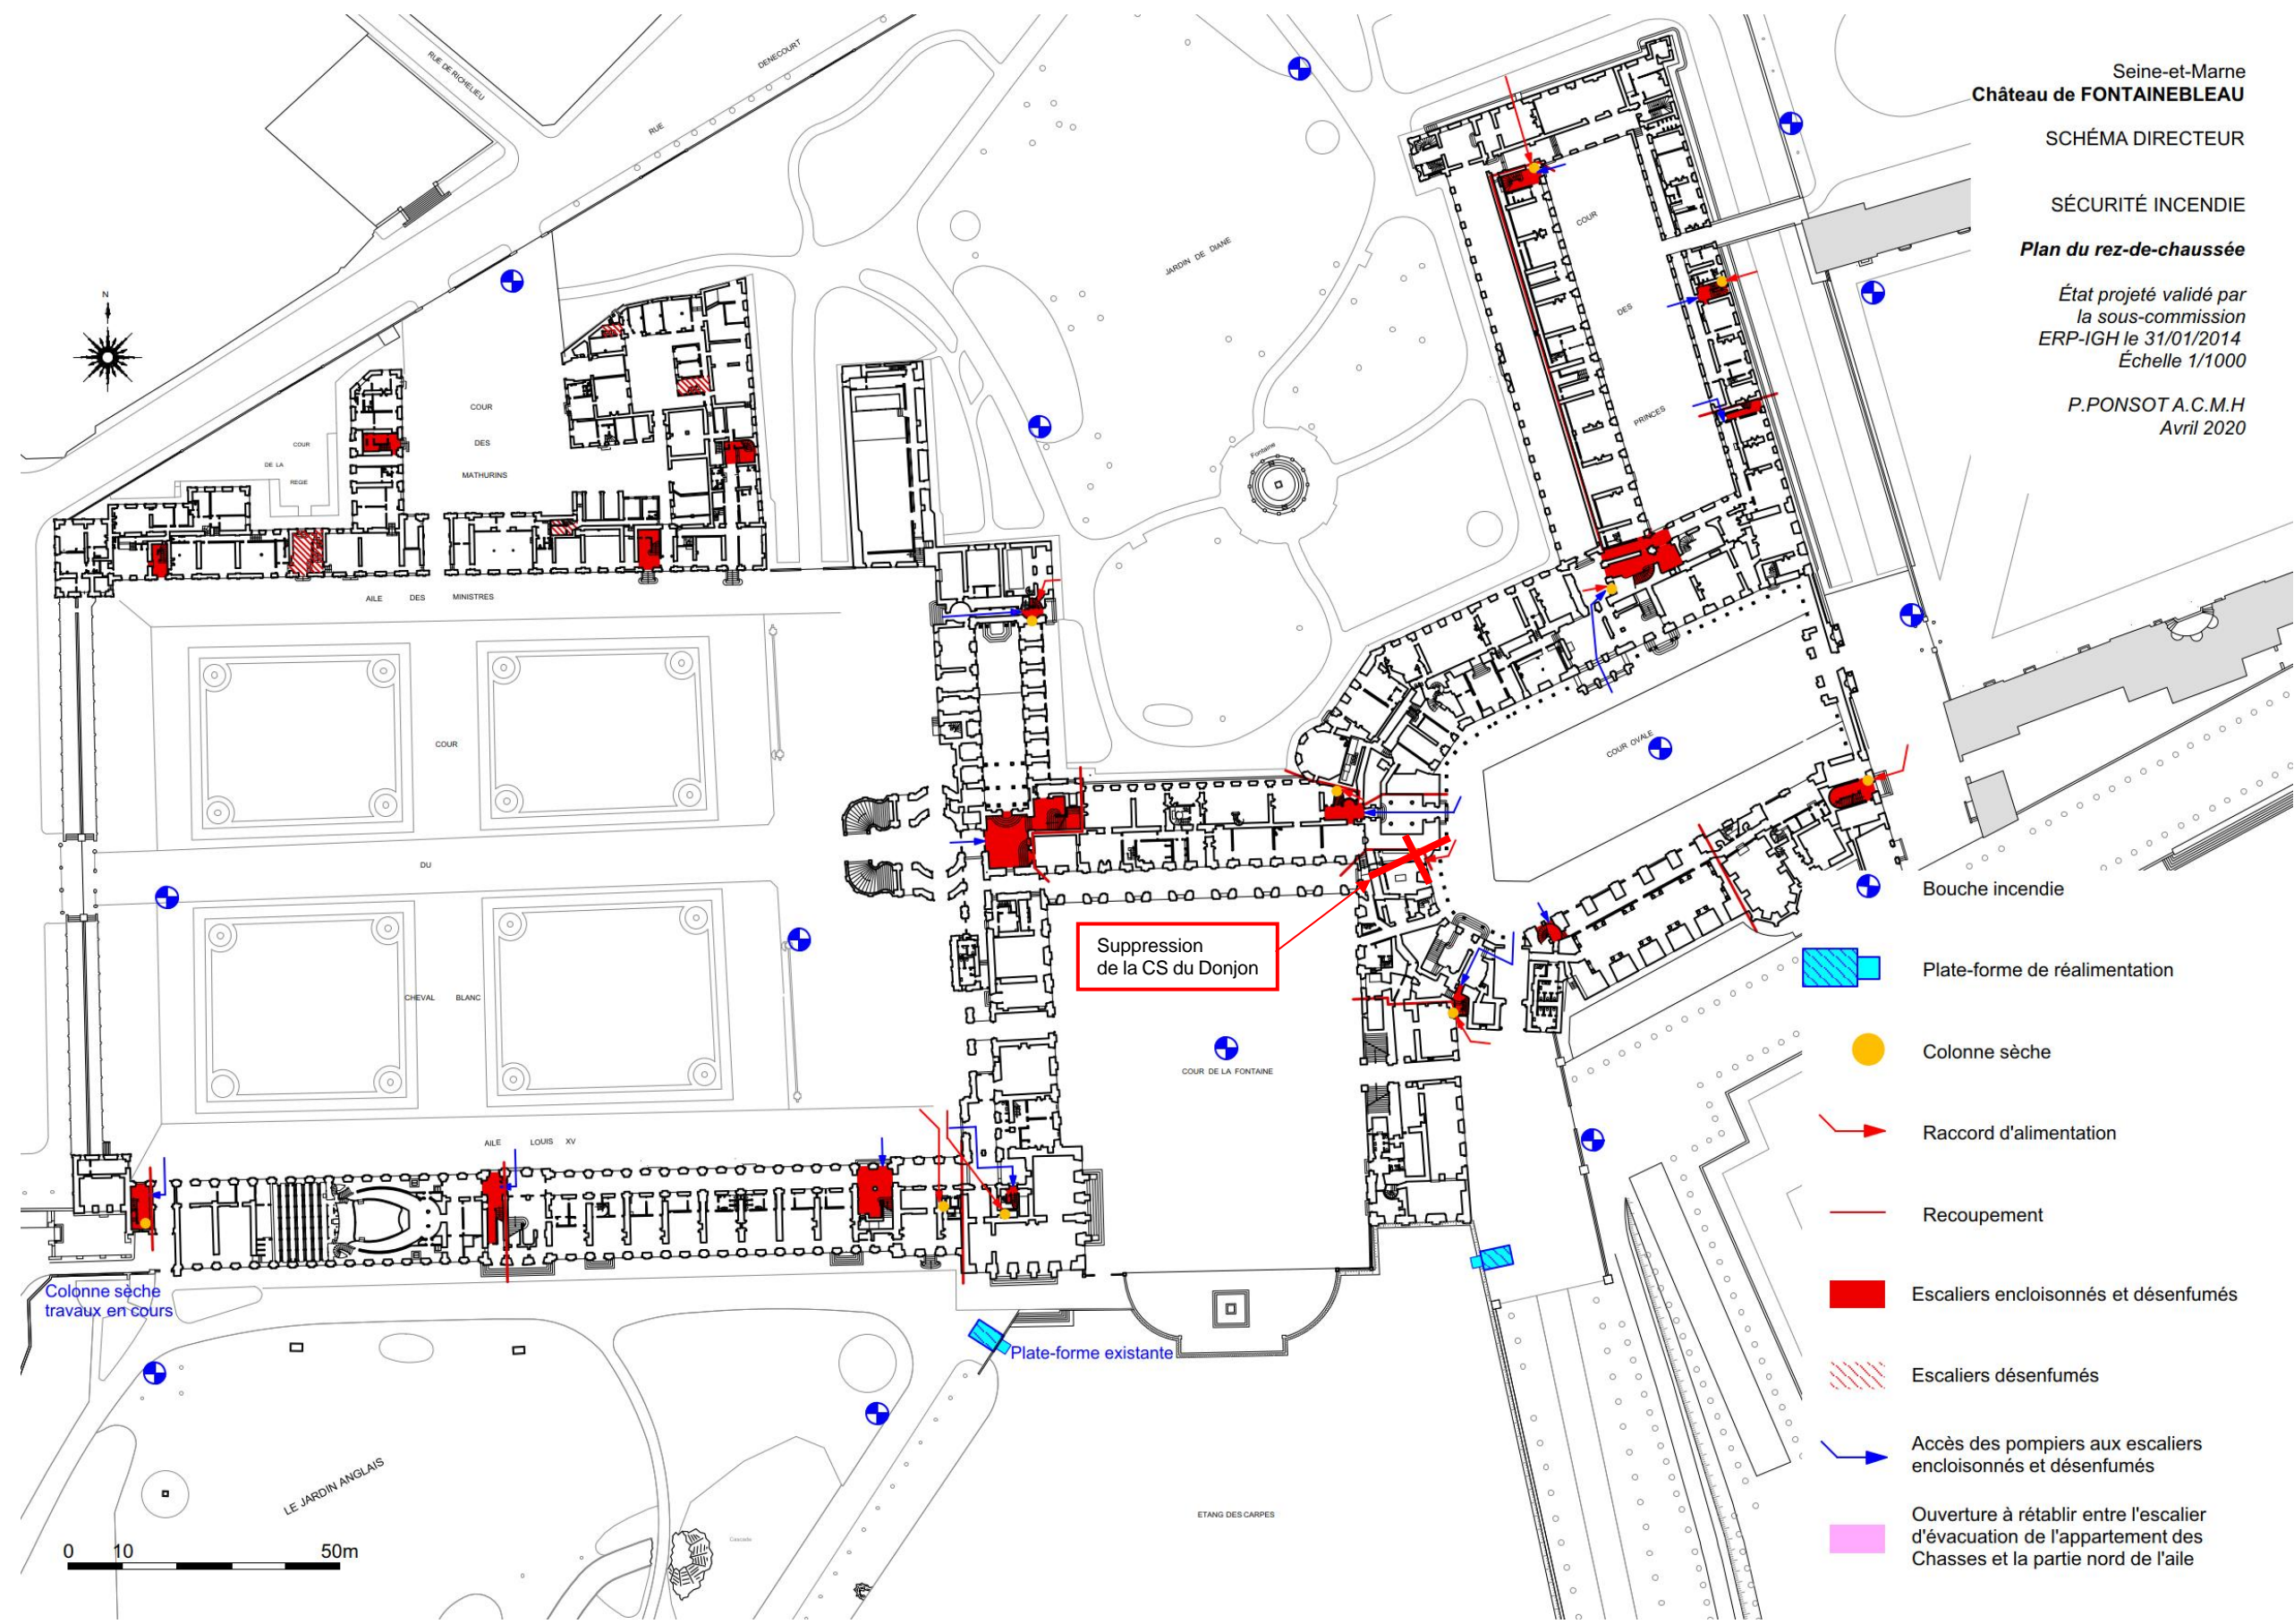 Seine-et-Marne
Château de FONTAINEBLEAU
SCHÉMA DIRECTEUR
SÉCURITÉ INCENDIE
Plan du rez-de-chaussée
État projeté validé par
la sous-commission
ERP-IGH le 31/01/2014
Échelle 1/1000
P.PONSOT A.C.M.H
Avril 2020
RUE DE RICHELIEU
RUE
DENECOURT
JARDIN DE DIANE
Fontaine
COUR
DES
PRINCES
N
COUR
DE LA
REGIE
COUR
DES
MATHURINS
AILE DES MINISTRES
COUR
DU
CHEVAL BLANC
COUR OVALE
Suppression
de la CS du Donjon
COUR DE LA FONTAINE
AILE LOUIS XV
Colonne sèche
travaux en cours
Plate-forme existante
LE JARDIN ANGLAIS
Cascade
ETANG DES CARPES
0 10 50m
Bouche incendie
Plate-forme de réalimentation
Colonne sèche
Raccord d'alimentation
Recoupement
Escaliers encloisonnés et désenfumés
Escaliers désenfumés
Accès des pompiers aux escaliers
encloisonnés et désenfumés
Ouverture à rétablir entre l'escalier
d'évacuation de l'appartement des
Chasses et la partie nord de l'aile